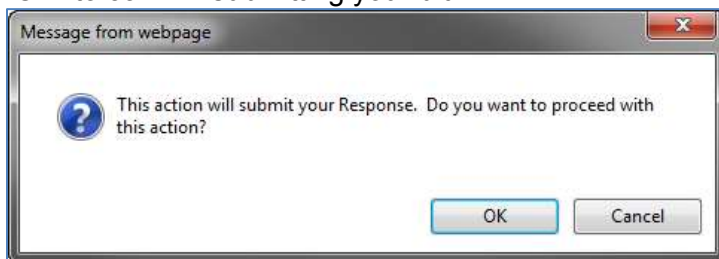 Message from webpage
This action will submit your Response. Do you want to proceed with
this action?
OK
Cancel